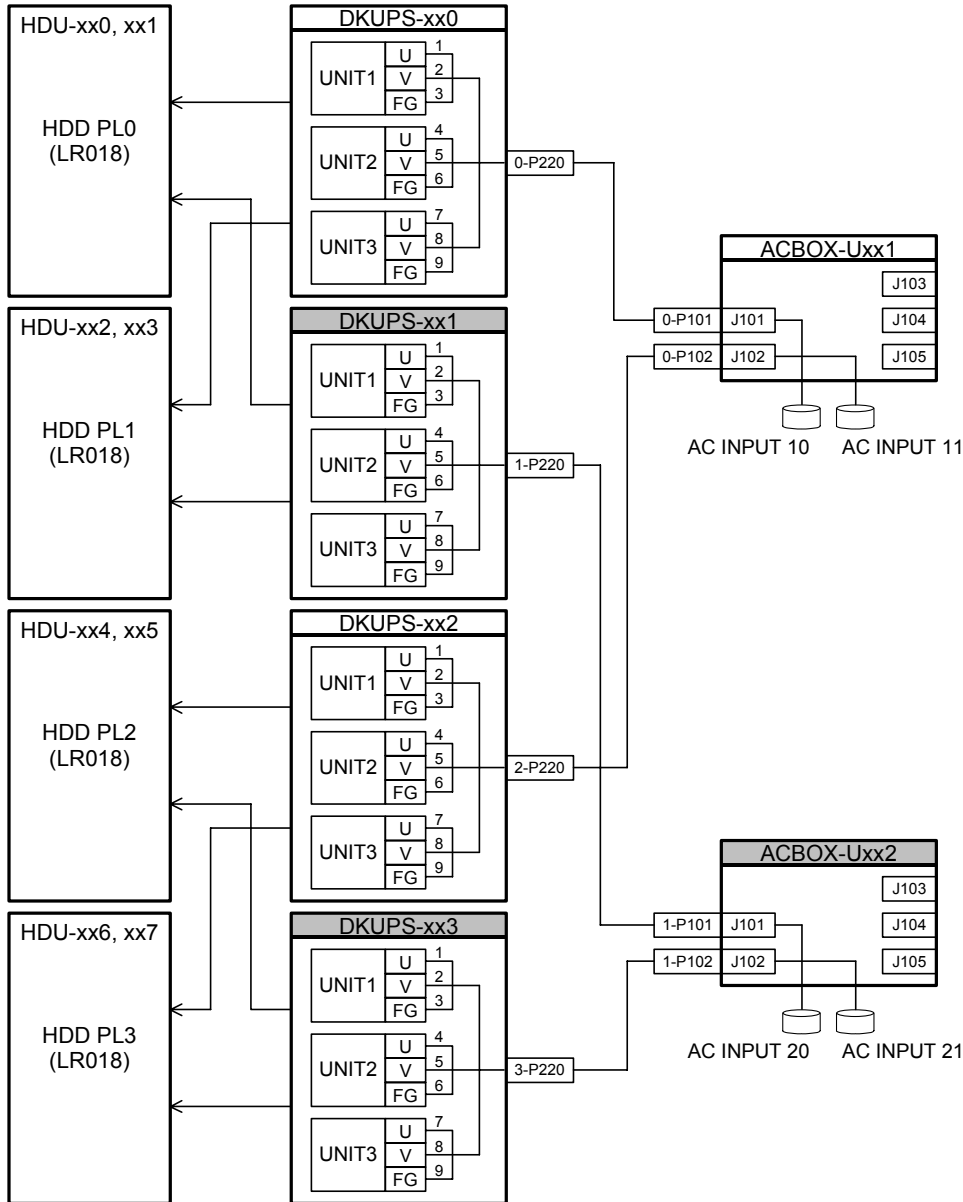 HDU-xx0, xx1
HDD PL0
(LR018)
DKUPS-xx0
UNIT1
U 1
V 2
FG 3
UNIT2
U 4
V 5
FG 6
UNIT3
U 7
V 8
FG 9
0-P220
HDU-xx2, xx3
HDD PL1
(LR018)
DKUPS-xx1
UNIT1
U 1
V 2
FG 3
UNIT2
U 4
V 5
FG 6
UNIT3
U 7
V 8
FG 9
1-P220
HDU-xx4, xx5
HDD PL2
(LR018)
DKUPS-xx2
UNIT1
U 1
V 2
FG 3
UNIT2
U 4
V 5
FG 6
UNIT3
U 7
V 8
FG 9
2-P220
HDU-xx6, xx7
HDD PL3
(LR018)
DKUPS-xx3
UNIT1
U 1
V 2
FG 3
UNIT2
U 4
V 5
FG 6
UNIT3
U 7
V 8
FG 9
3-P220
ACBOX-Uxx1
J103
0-P101 J101 J104
0-P102 J102 J105
AC INPUT 10 AC INPUT 11
ACBOX-Uxx2
J103
1-P101 J101 J104
1-P102 J102 J105
AC INPUT 20 AC INPUT 21